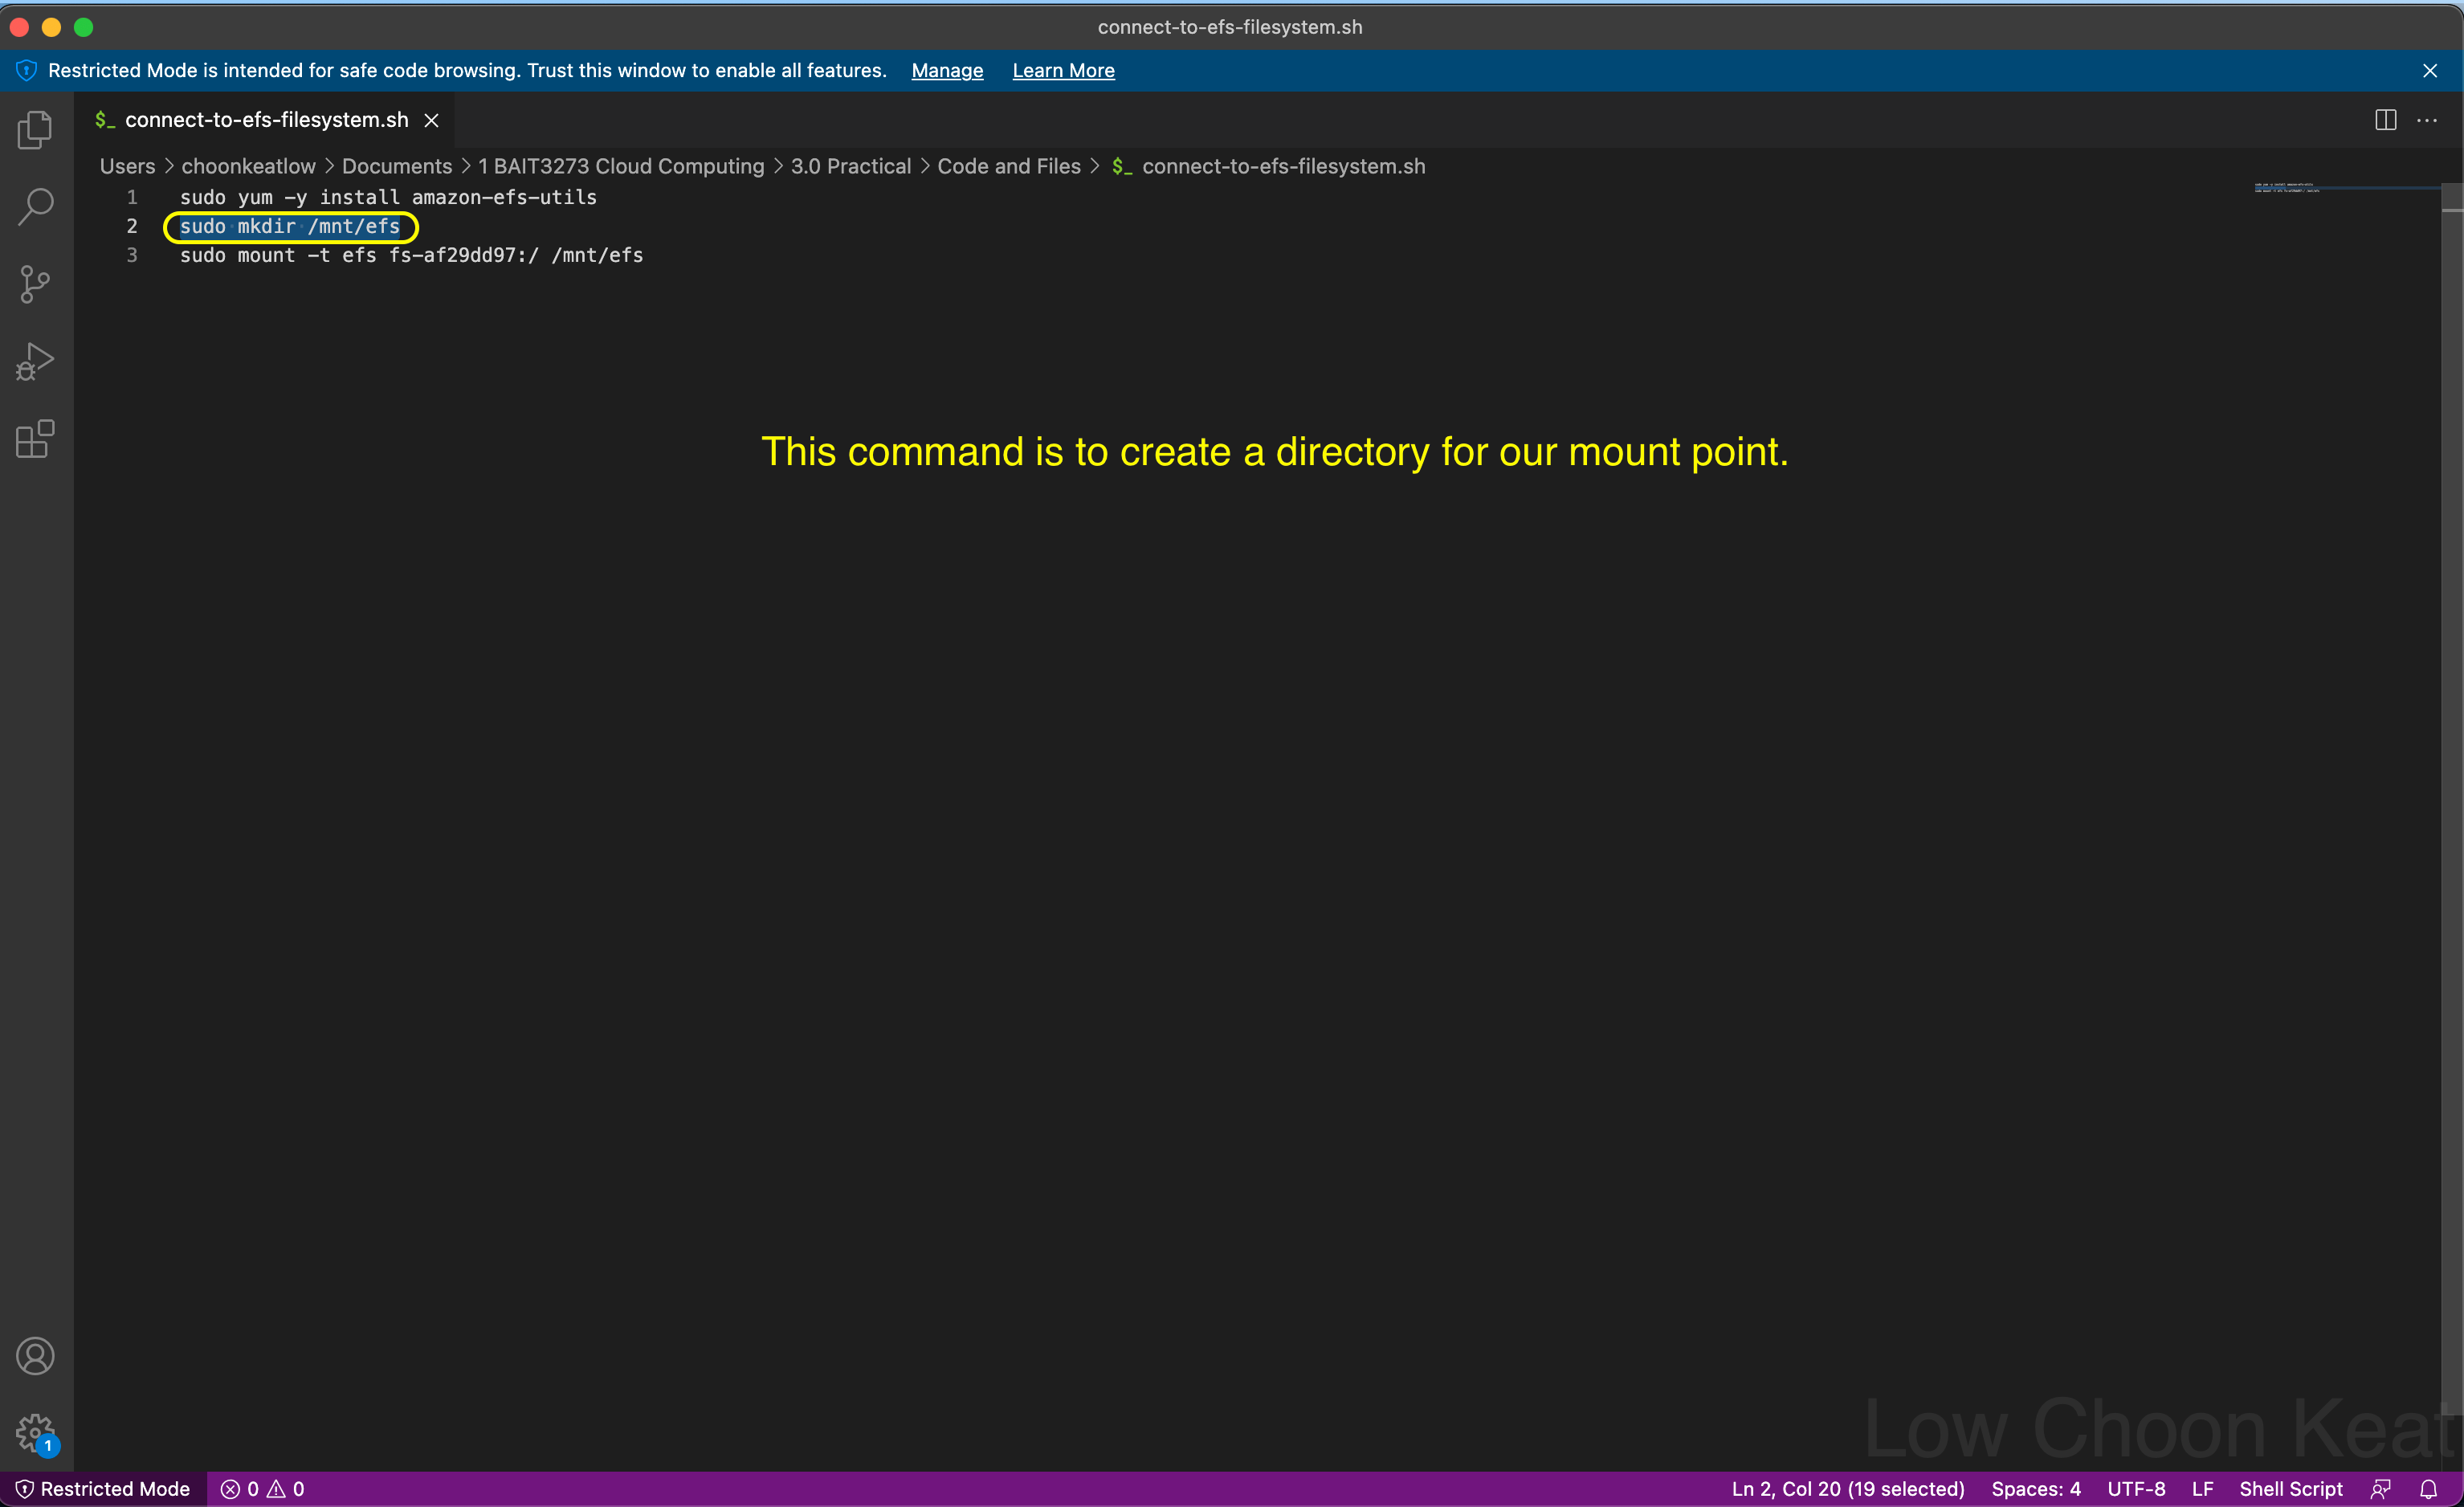 connect-to-efs-filesystem.sh
Restricted Mode is intended for safe code browsing. Trust this window to enable all features. Manage Learn More
$_ connect-to-efs-filesystem.sh
Users > choonkeatlow > Documents > 1 BAIT3273 Cloud Computing > 3.0 Practical > Code and Files > $_ connect-to-efs-filesystem.sh
1 sudo yum -y install amazon-efs-utils
2 sudo mkdir /mnt/efs
3 sudo mount -t efs fs-af29dd97:/ /mnt/efs
This command is to create a directory for our mount point.
Low Choon Keat
1
Restricted Mode 0 0 Ln 2, Col 20 (19 selected) Spaces: 4 UTF-8 LF Shell Script